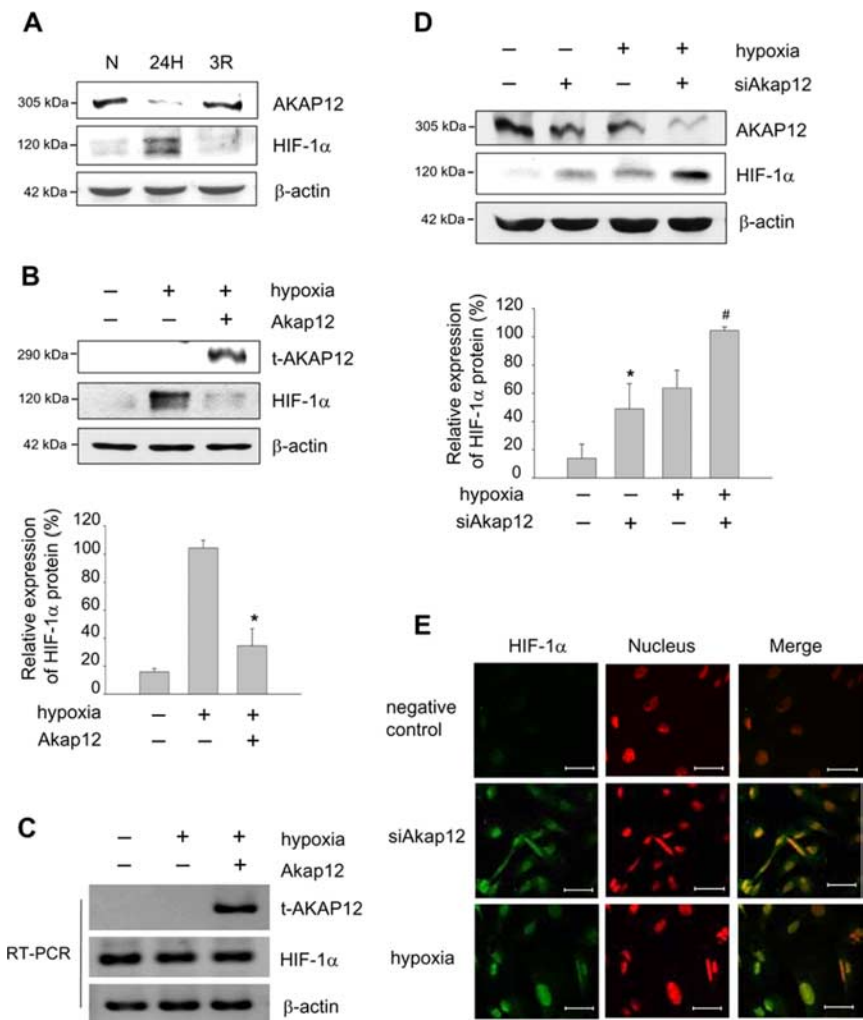 A
N 24H 3R
305 kDa AKAP12
120 kDa HIF-1α
42 kDa β-actin
B
– + + hypoxia
– – + Akap12
290 kDa t-AKAP12
120 kDa HIF-1α
42 kDa β-actin
Relative expression
of HIF-1α protein (%)
120
100
80
60
40
20
0
*
hypoxia – + +
Akap12 – – +
C
– + + hypoxia
– – + Akap12
RT-PCR
t-AKAP12
HIF-1α
β-actin
D
– – + + hypoxia
– + – + siAkap12
305 kDa AKAP12
120 kDa HIF-1α
42 kDa β-actin
Relative expression
of HIF-1α protein (%)
120
100
80
60
40
20
0
*
#
hypoxia – – + +
siAkap12 – + – +
E
HIF-1α Nucleus Merge
negative
control
siAkap12
hypoxia